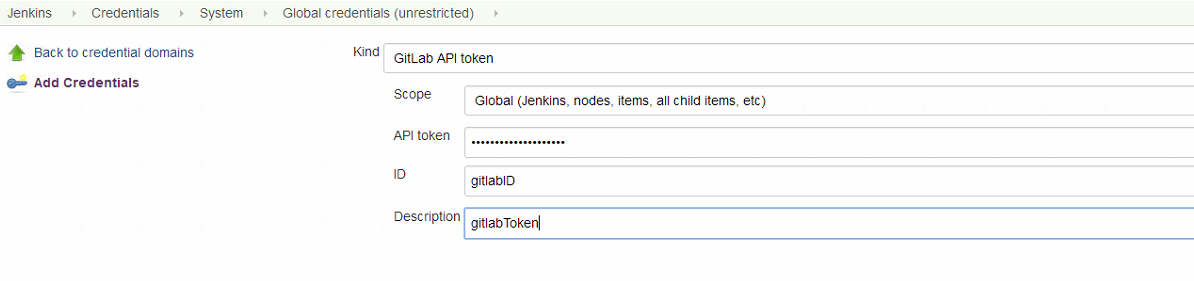 Jenkins Credentials System Global credentials (unrestricted)
Back to credential domains
Add Credentials
Kind GitLab API token
Scope Global (Jenkins, nodes, items, all child items, etc)
API token ••••••••••••••••••••
ID gitlabID
Description gitlabToken